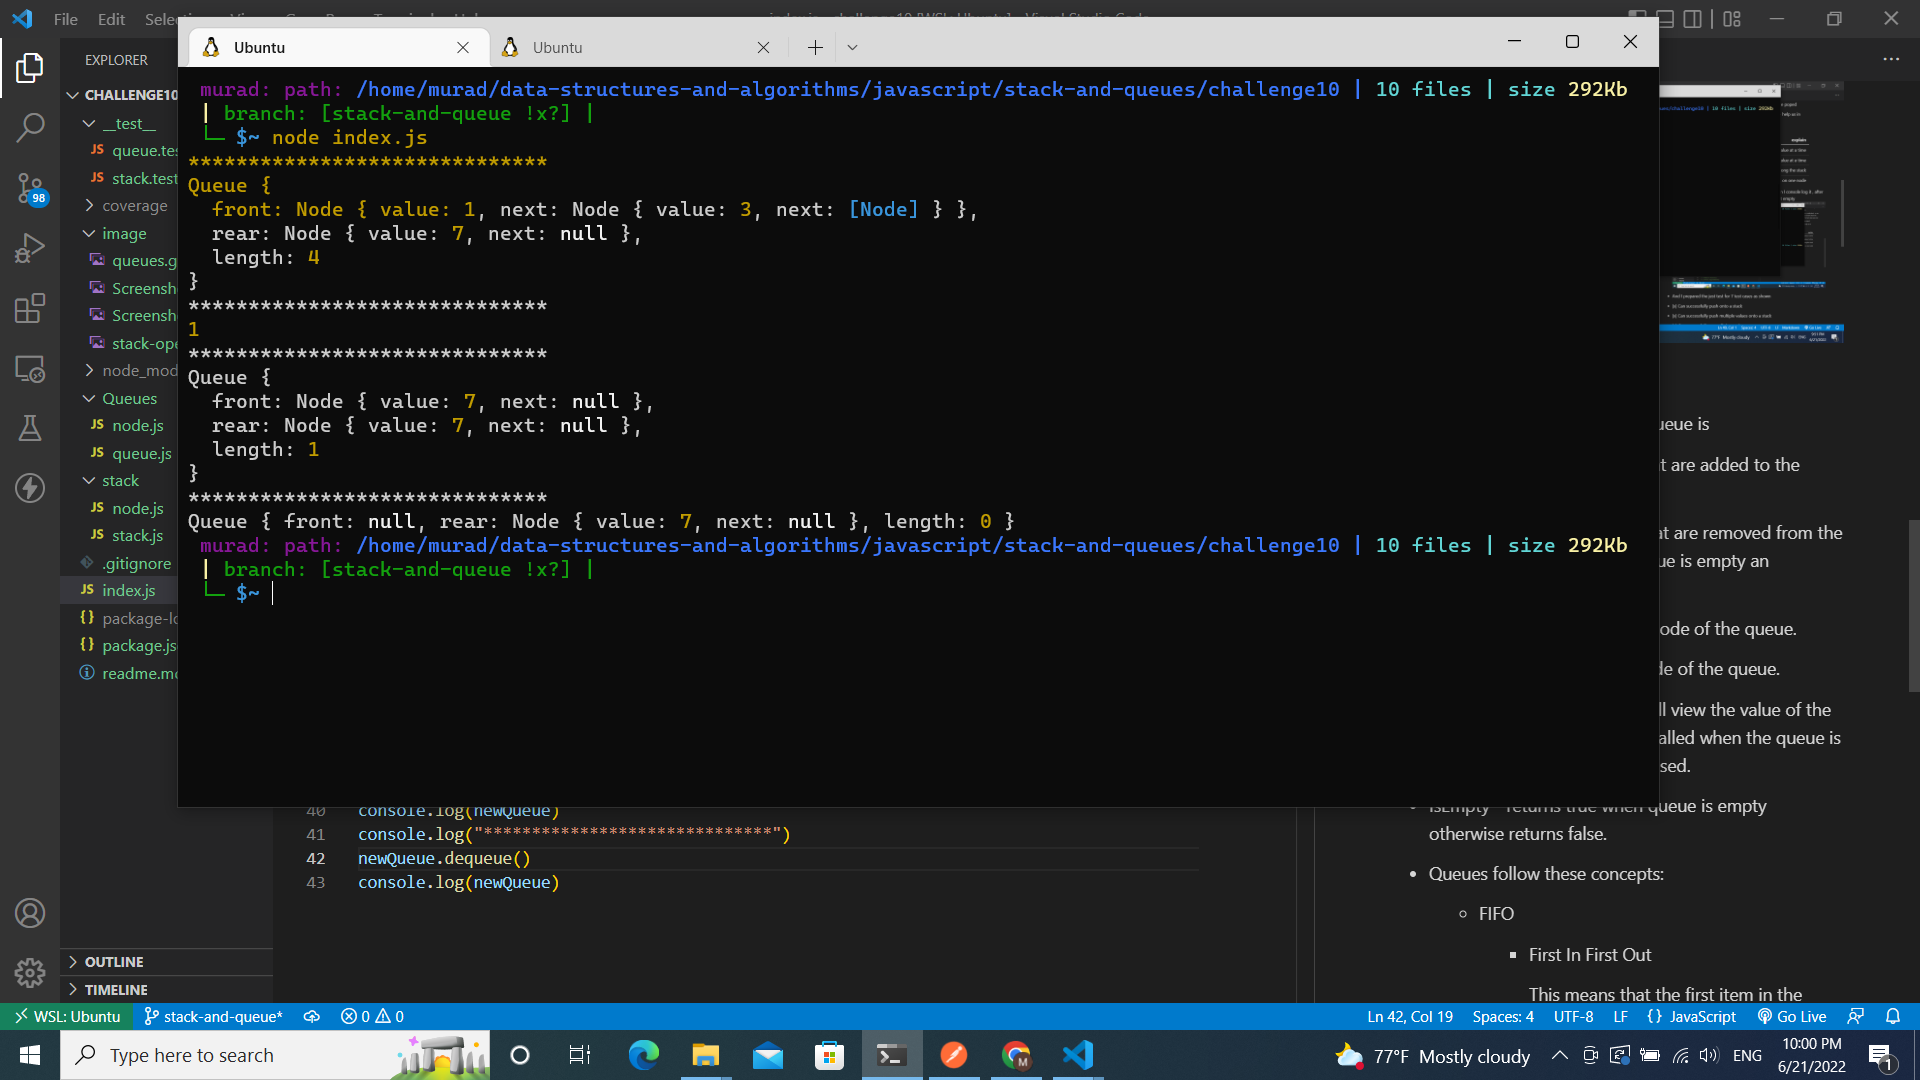 File Edit Selec
Ubuntu
Ubuntu
EXPLORER
CHALLENGE10
__test__
JS queue.tes
JS stack.test
coverage
image
queues.g
Screensh
Screensh
stack-ope
node_mod
Queues
JS node.js
JS queue.js
stack
JS node.js
JS stack.js
.gitignore
JS index.js
{} package-lo
{} package.js
readme.m
OUTLINE
TIMELINE
98
murad: path: /home/murad/data-structures-and-algorithms/javascript/stack-and-queues/challenge10 | 10 files | size 292Kb
| branch: [stack-and-queue !x?] |
└─ $~ node index.js
******************************
Queue {
front: Node { value: 1, next: Node { value: 3, next: [Node] } },
rear: Node { value: 7, next: null },
length: 4
}
******************************
1
******************************
Queue {
front: Node { value: 7, next: null },
rear: Node { value: 7, next: null },
length: 1
}
******************************
Queue { front: null, rear: Node { value: 7, next: null }, length: 0 }
murad: path: /home/murad/data-structures-and-algorithms/javascript/stack-and-queues/challenge10 | 10 files | size 292Kb
| branch: [stack-and-queue !x?] |
└─ $~
40 console.log(newQueue)
41 console.log("*****************************")
42 newQueue.dequeue()
43 console.log(newQueue)
ueue is
t are added to the
at are removed from the
ue is empty an
ode of the queue.
de of the queue.
ll view the value of the
alled when the queue is
sed.
• IsEmpty - returns true when queue is empty
otherwise returns false.
• Queues follow these concepts:
FIFO
▪ First In First Out
This means that the first item in the
WSL: Ubuntu stack-and-queue* 0 0 Ln 42, Col 19 Spaces: 4 UTF-8 LF {} JavaScript Go Live
Type here to search
77°F Mostly cloudy ENG 10:00 PM
6/21/2022
1